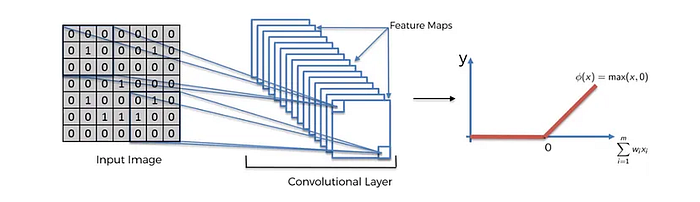 0 0 0 0 0 0 0
0 1 0 0 0 1 0
0 0 0 0 0 0 0
0 0 0 1 0 0 0
0 1 0 0 0 1 0
0 0 1 1 1 0 0
0 0 0 0 0 0 0
Input Image
Feature Maps
Convolutional Layer
y
ϕ(x) = max(x, 0)
0
m
∑ wᵢxᵢ
i=1